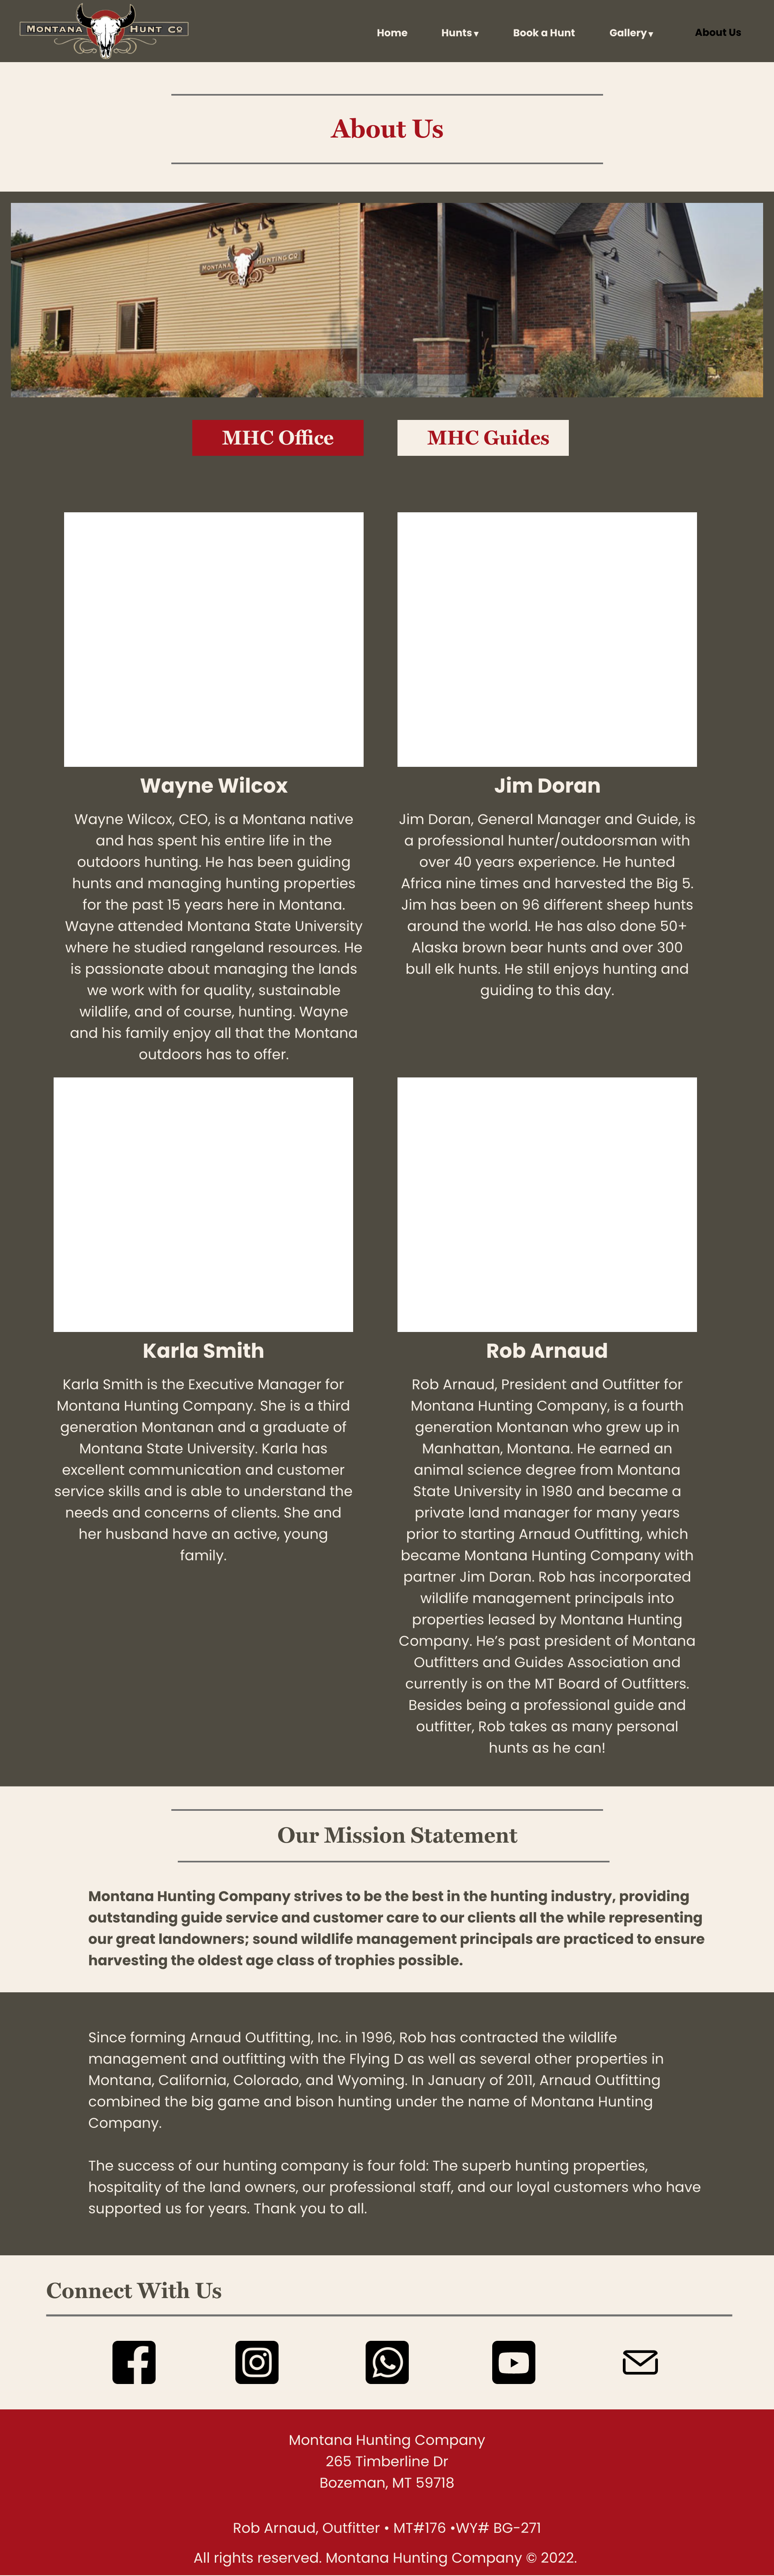 MONTANA HUNT CO
Home Hunts▾ Book a Hunt Gallery▾ About Us
About Us
MONTANA HUNTING CO
MHC Office MHC Guides
Wayne Wilcox
Wayne Wilcox, CEO, is a Montana native
and has spent his entire life in the
outdoors hunting. He has been guiding
hunts and managing hunting properties
for the past 15 years here in Montana.
Wayne attended Montana State University
where he studied rangeland resources. He
is passionate about managing the lands
we work with for quality, sustainable
wildlife, and of course, hunting. Wayne
and his family enjoy all that the Montana
outdoors has to offer.
Jim Doran
Jim Doran, General Manager and Guide, is
a professional hunter/outdoorsman with
over 40 years experience. He hunted
Africa nine times and harvested the Big 5.
Jim has been on 96 different sheep hunts
around the world. He has also done 50+
Alaska brown bear hunts and over 300
bull elk hunts. He still enjoys hunting and
guiding to this day.
Karla Smith
Karla Smith is the Executive Manager for
Montana Hunting Company. She is a third
generation Montanan and a graduate of
Montana State University. Karla has
excellent communication and customer
service skills and is able to understand the
needs and concerns of clients. She and
her husband have an active, young
family.
Rob Arnaud
Rob Arnaud, President and Outfitter for
Montana Hunting Company, is a fourth
generation Montanan who grew up in
Manhattan, Montana. He earned an
animal science degree from Montana
State University in 1980 and became a
private land manager for many years
prior to starting Arnaud Outfitting, which
became Montana Hunting Company with
partner Jim Doran. Rob has incorporated
wildlife management principals into
properties leased by Montana Hunting
Company. He’s past president of Montana
Outfitters and Guides Association and
currently is on the MT Board of Outfitters.
Besides being a professional guide and
outfitter, Rob takes as many personal
hunts as he can!
Our Mission Statement
Montana Hunting Company strives to be the best in the hunting industry, providing
outstanding guide service and customer care to our clients all the while representing
our great landowners; sound wildlife management principals are practiced to ensure
harvesting the oldest age class of trophies possible.
Since forming Arnaud Outfitting, Inc. in 1996, Rob has contracted the wildlife
management and outfitting with the Flying D as well as several other properties in
Montana, California, Colorado, and Wyoming. In January of 2011, Arnaud Outfitting
combined the big game and bison hunting under the name of Montana Hunting
Company.
The success of our hunting company is four fold: The superb hunting properties,
hospitality of the land owners, our professional staff, and our loyal customers who have
supported us for years. Thank you to all.
Connect With Us
Montana Hunting Company
265 Timberline Dr
Bozeman, MT 59718
Rob Arnaud, Outfitter • MT#176 •WY# BG-271
All rights reserved. Montana Hunting Company © 2022.